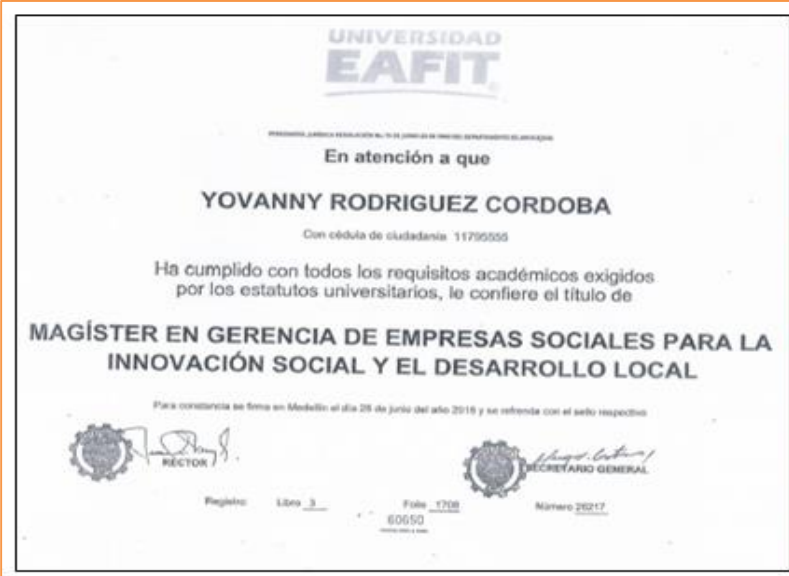 UNIVERSIDAD
EAFIT
En atención a que
YOVANNY RODRIGUEZ CORDOBA
Con cédula de ciudadanía 11795555
Ha cumplido con todos los requisitos académicos exigidos
por los estatutos universitarios, le confiere el título de
MAGÍSTER EN GERENCIA DE EMPRESAS SOCIALES PARA LA
INNOVACIÓN SOCIAL Y EL DESARROLLO LOCAL
Para constancia se firma en Medellín el día de junio del año y se refrenda con el sello respectivo
RECTOR
SECRETARIO GENERAL
Registro: Libro 3 Folio 1708 Número 26217
60650